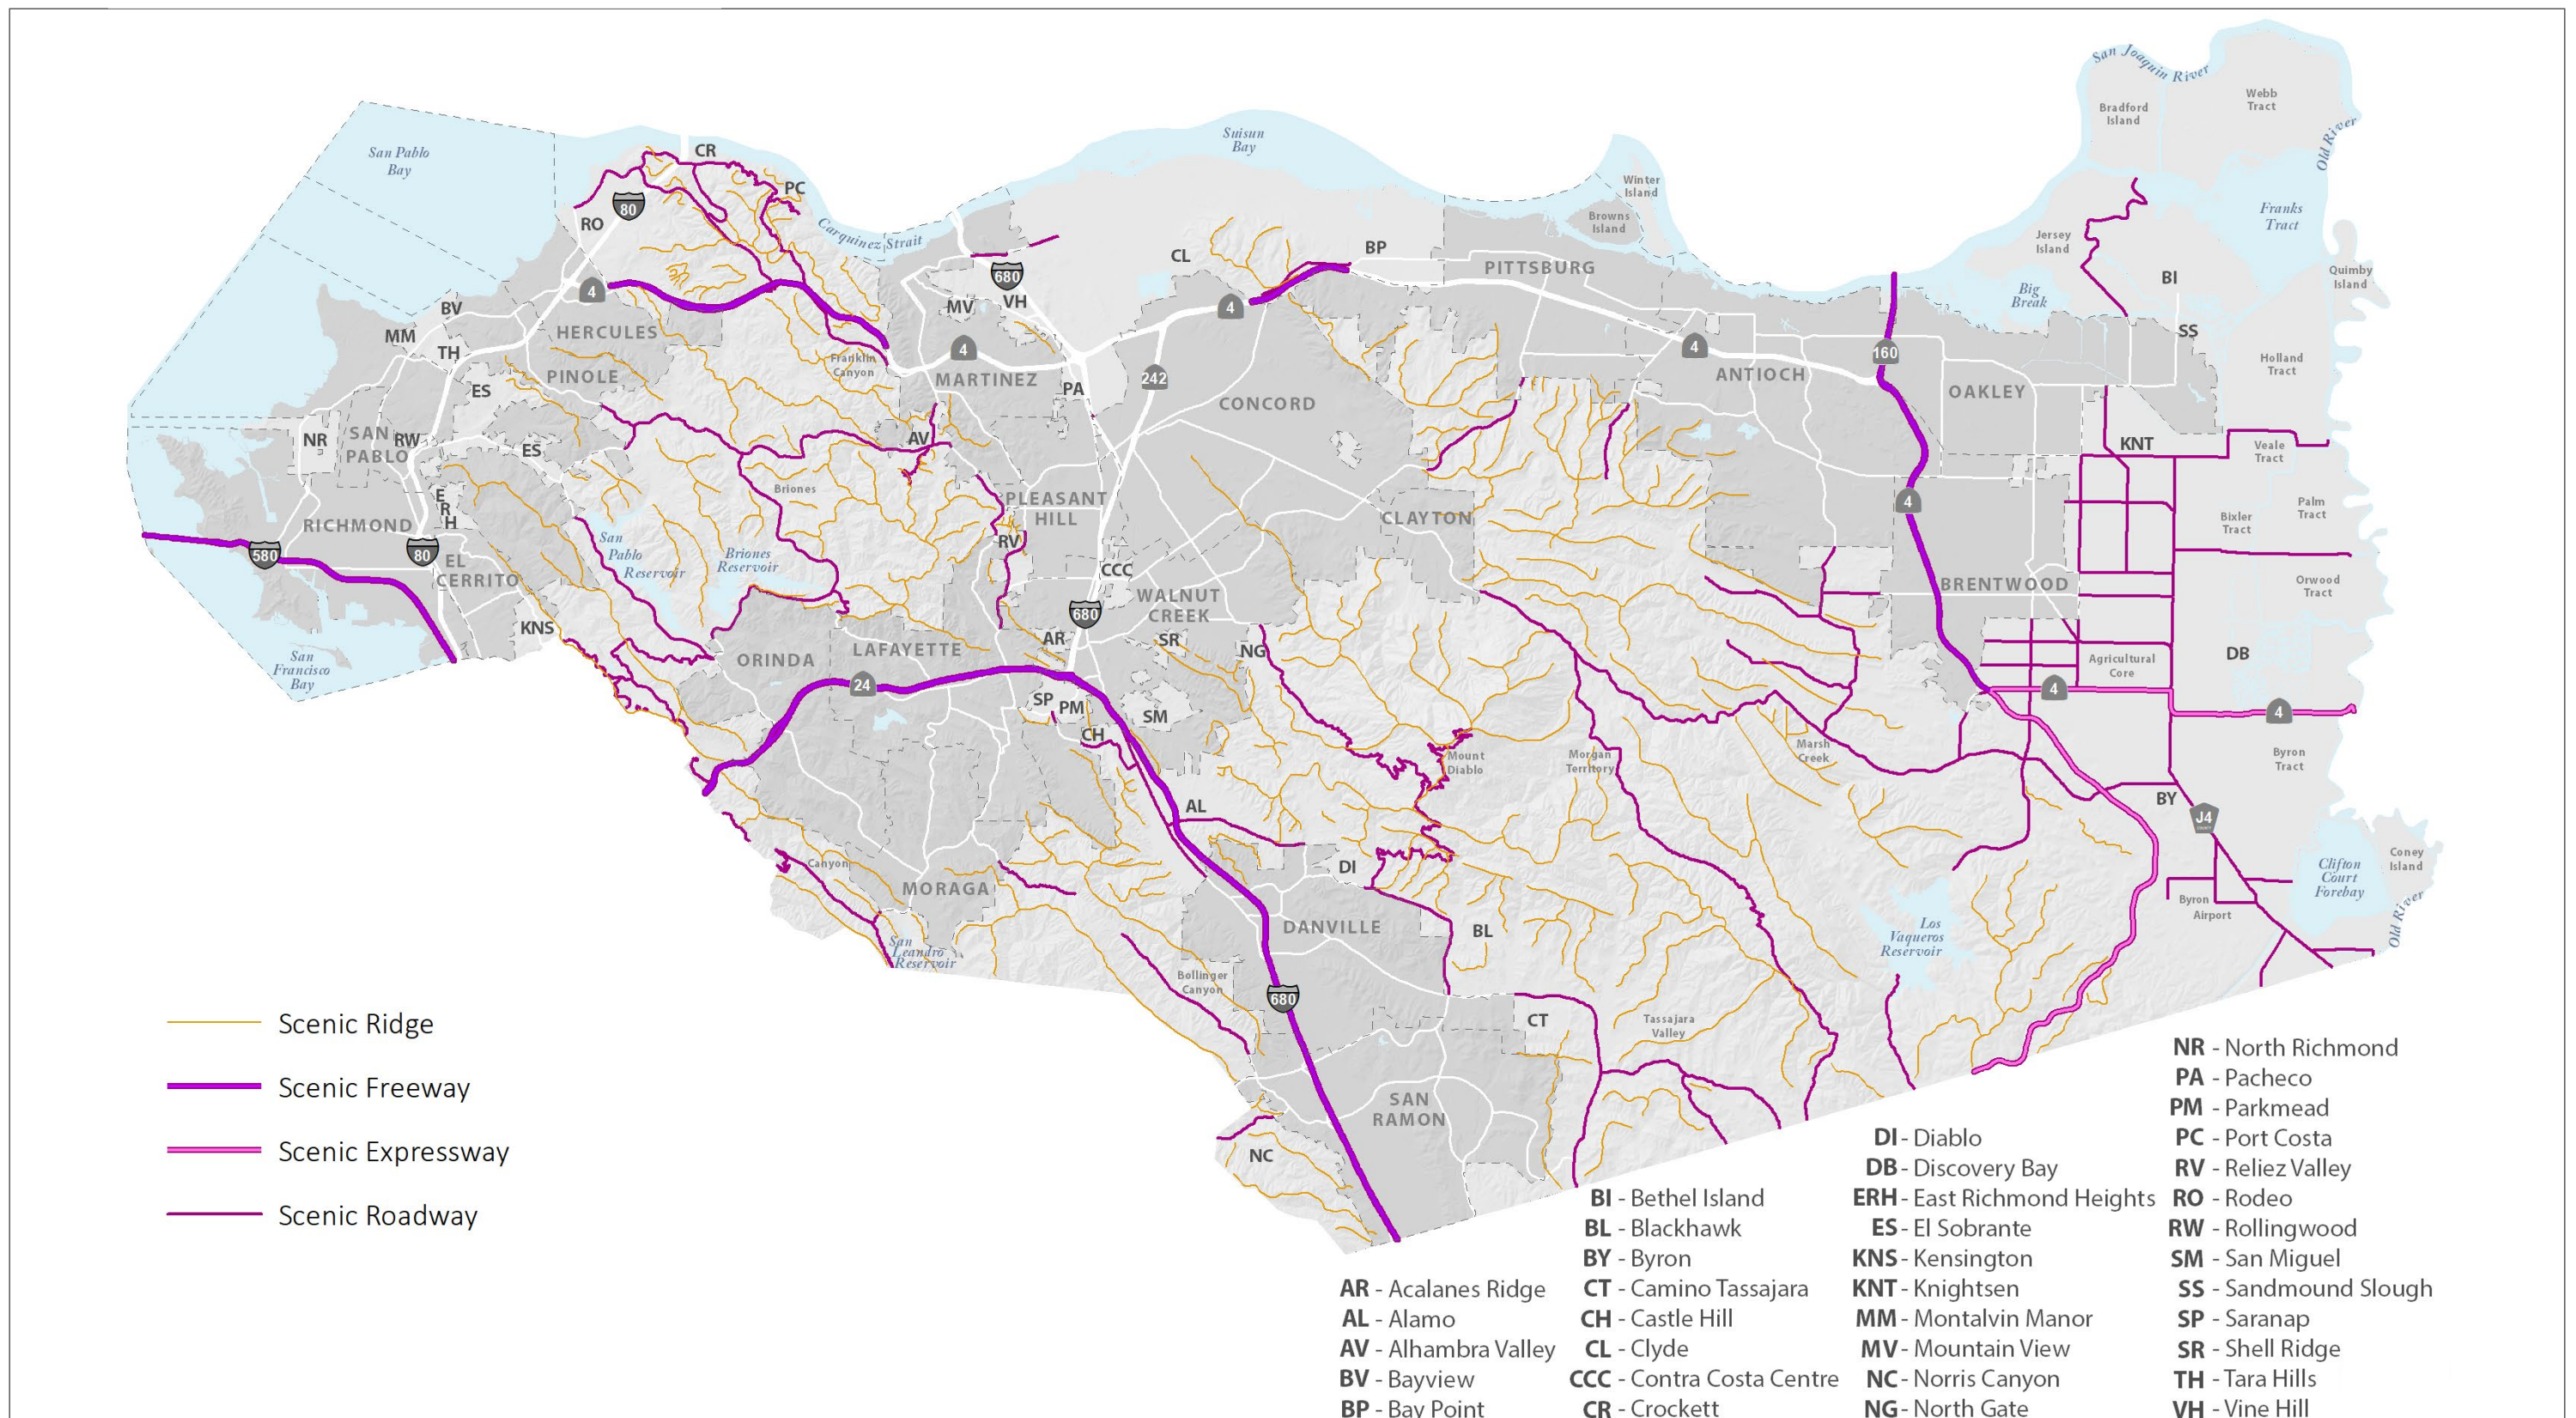 San Joaquin River
Webb
Tract
Bradford
Island
Old River
Suisun
Bay
San Pablo
Bay
CR
PC
Winter
Island
Browns
Island
80
RO
Carquinez Strait
Franks
Tract
Jersey
Island
CL
BP
PITTSBURG
BI
Quimby
Island
680
4
MV
VH
4
Big
Break
BV
HERCULES
MM
TH
4
4
160
SS
Franklin
Canyon
MARTINEZ
PA
242
ANTIOCH
Holland
Tract
PINOLE
ES
CONCORD
OAKLEY
NR
SAN
PABLO
RW
ES
AV
KNT
Veale
Tract
Briones
PLEASANT
HILL
CLAYTON
4
Palm
Tract
Bixler
Tract
E
R
H
RICHMOND
RV
580
80
EL
CERRITO
San
Pablo
Reservoir
Briones
Reservoir
CCC
BRENTWOOD
Orwood
Tract
680
WALNUT
CREEK
KNS
AR
SR
NG
San
Francisco
Bay
ORINDA
LAFAYETTE
24
Agricultural
Core
DB
4
4
SP
PM
SM
CH
Mount
Diablo
Morgan
Territory
Marsh
Creek
Byron
Tract
AL
BY
J4
Canyon
DI
Clifton
Court
Forebay
Coney
Island
MORAGA
Byron
Airport
Old River
DANVILLE
BL
San
Leandro
Reservoir
Los
Vaqueros
Reservoir
Bollinger
Canyon
680
CT
Tassajara
Valley
SAN
RAMON
NC
Scenic Ridge
Scenic Freeway
Scenic Expressway
Scenic Roadway
AR - Acalanes Ridge
AL - Alamo
AV - Alhambra Valley
BV - Bayview
BP - Bay Point
BI - Bethel Island
BL - Blackhawk
BY - Byron
CT - Camino Tassajara
CH - Castle Hill
CL - Clyde
CCC - Contra Costa Centre
CR - Crockett
DI - Diablo
DB - Discovery Bay
ERH - East Richmond Heights
ES - El Sobrante
KNS - Kensington
KNT - Knightsen
MM - Montalvin Manor
MV - Mountain View
NC - Norris Canyon
NG - North Gate
NR - North Richmond
PA - Pacheco
PM - Parkmead
PC - Port Costa
RV - Reliez Valley
RO - Rodeo
RW - Rollingwood
SM - San Miguel
SS - Sandmound Slough
SP - Saranap
SR - Shell Ridge
TH - Tara Hills
VH - Vine Hill